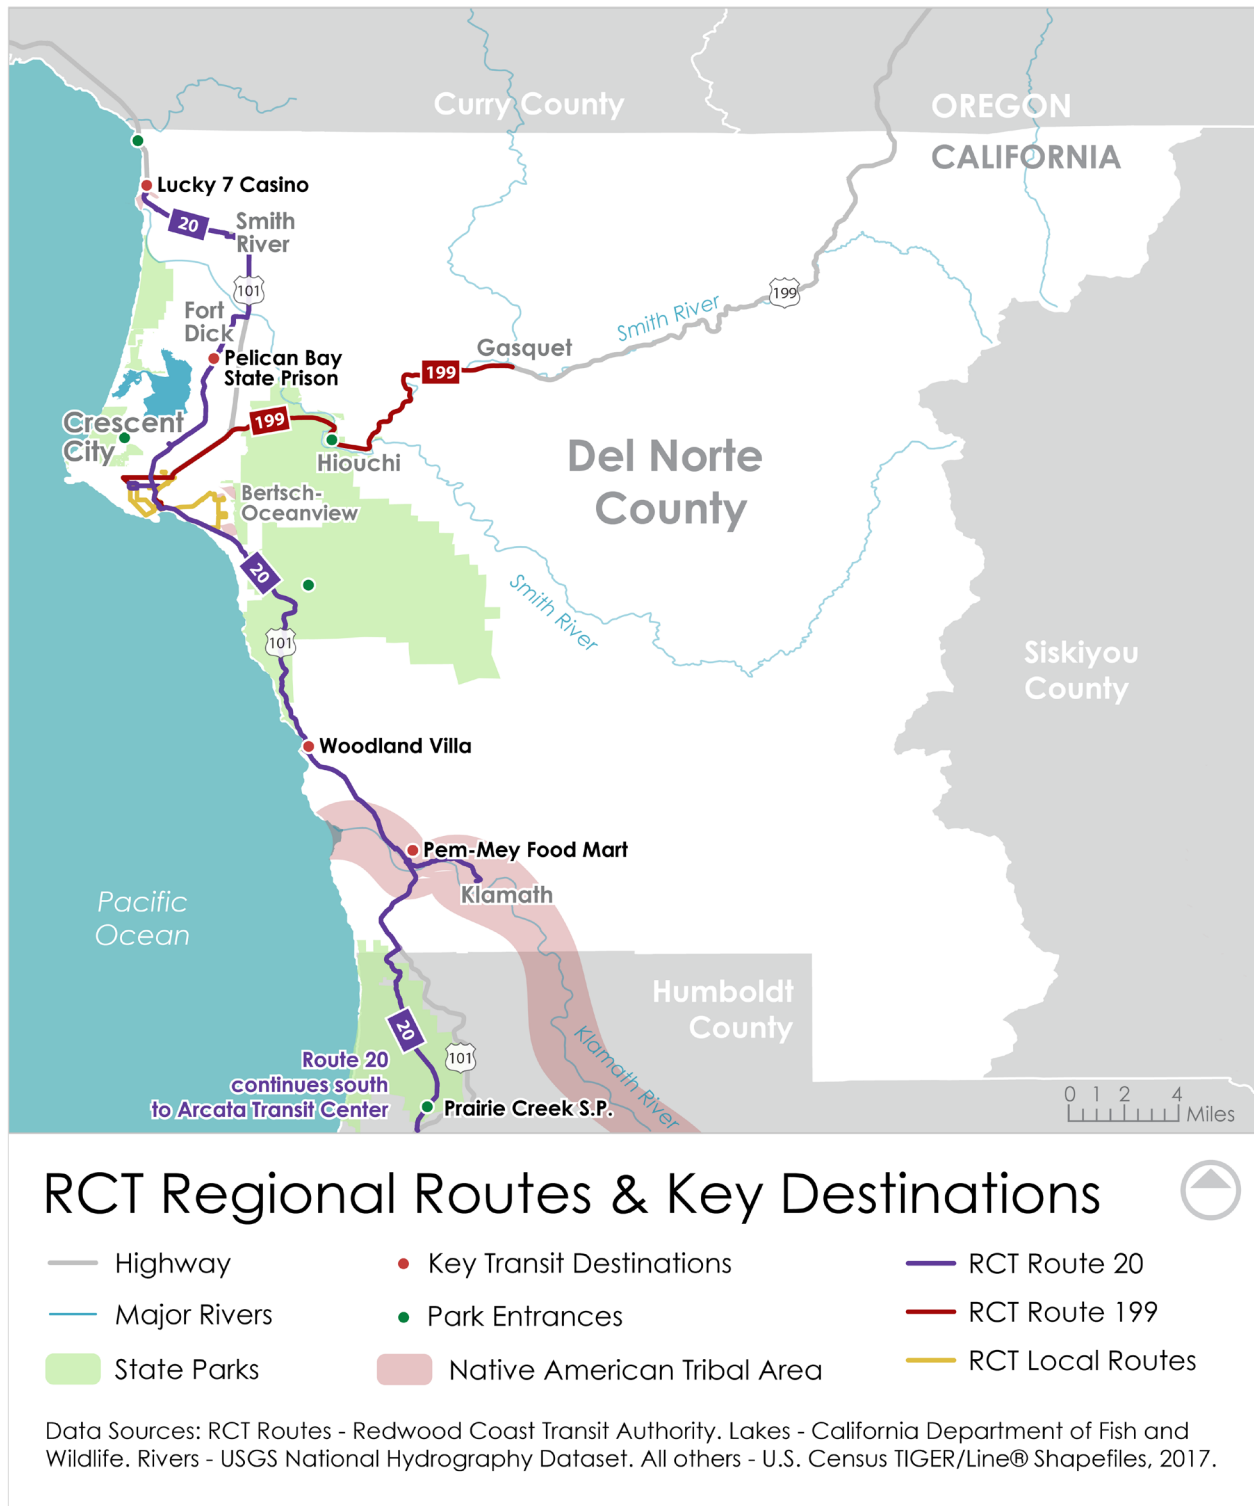 Curry County
OREGON
CALIFORNIA
Lucky 7 Casino
20
Smith
River
101
199
Fort
Dick
Smith River
Gasquet
Pelican Bay
State Prison
199
199
Crescent
City
Hiouchi
Del Norte
County
Bertsch-
Oceanview
20
Smith River
101
Siskiyou
County
Woodland Villa
Pem-Mey Food Mart
Klamath
Pacific
Ocean
Humboldt
County
20
Klamath River
101
Route 20
continues south
to Arcata Transit Center
Prairie Creek S.P.
0 1 2 4
Miles
RCT Regional Routes & Key Destinations
Highway
Key Transit Destinations
RCT Route 20
Major Rivers
Park Entrances
RCT Route 199
State Parks
Native American Tribal Area
RCT Local Routes
Data Sources: RCT Routes - Redwood Coast Transit Authority. Lakes - California Department of Fish and
Wildlife. Rivers - USGS National Hydrography Dataset. All others - U.S. Census TIGER/Line® Shapefiles, 2017.